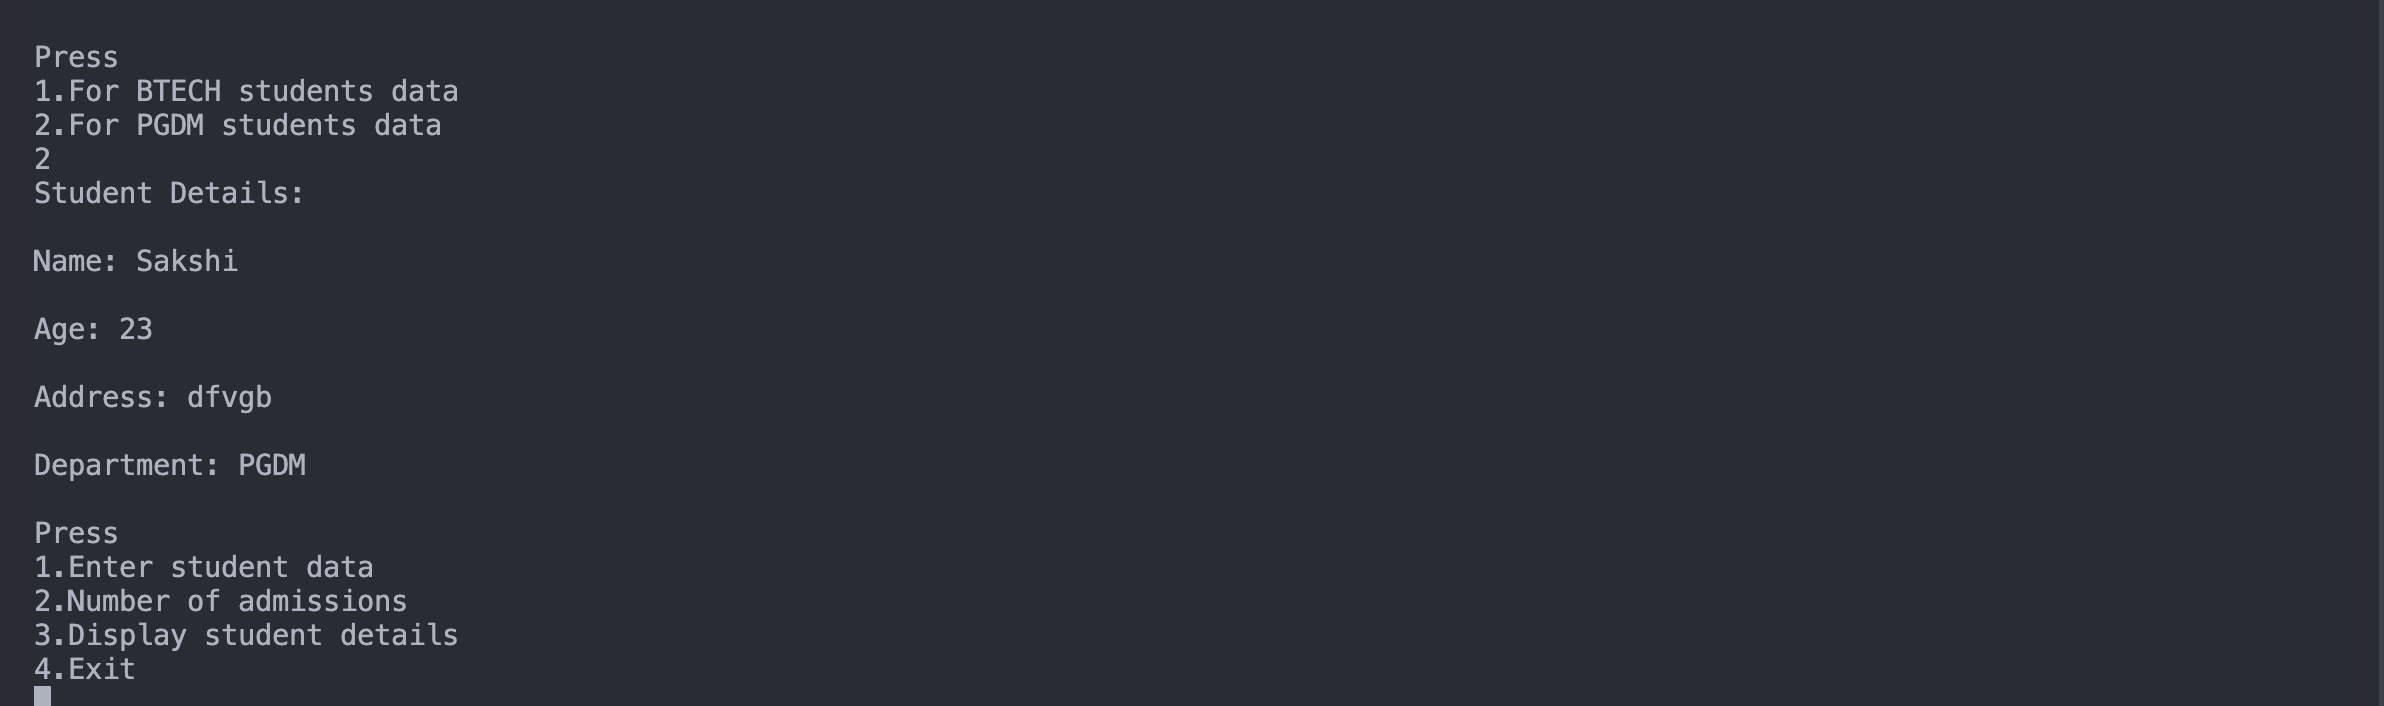 Press
1.For BTECH students data
2.For PGDM students data
2
Student Details:
Name: Sakshi
Age: 23
Address: dfvgb
Department: PGDM
Press
1.Enter student data
2.Number of admissions
3.Display student details
4.Exit